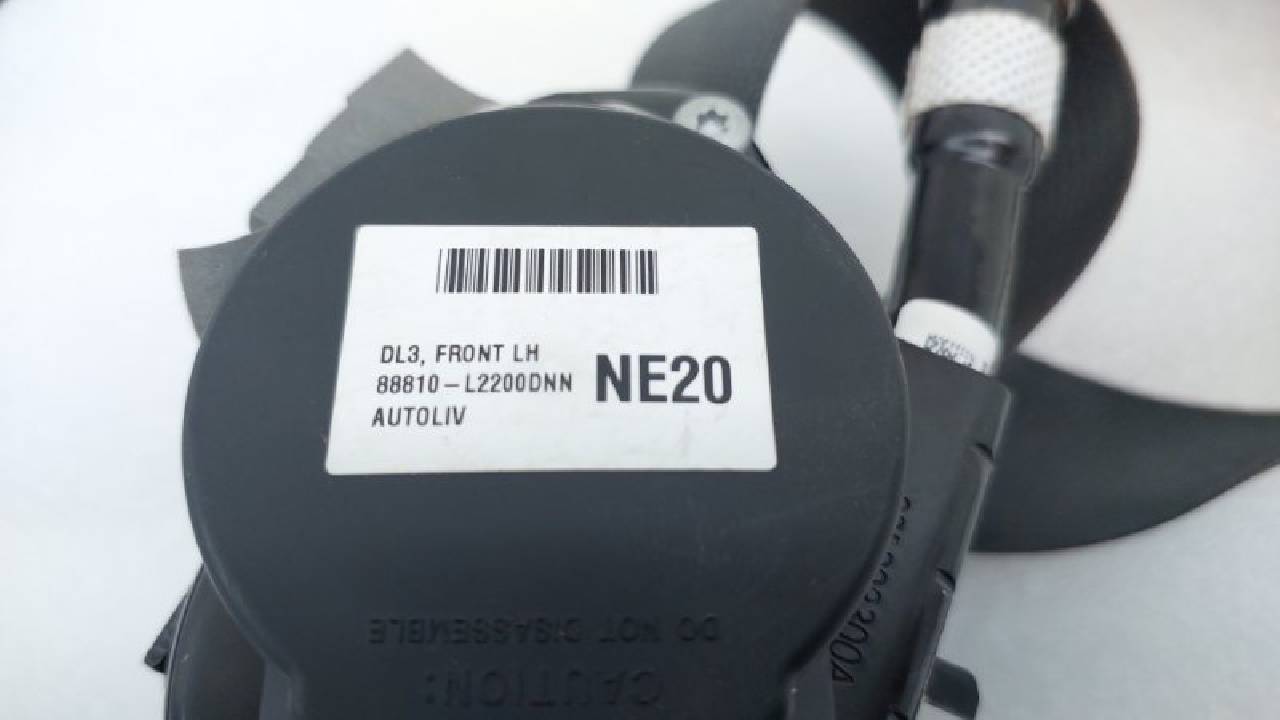 DL3, FRONT LH
88810-L2200DNN
NE20
AUTOLIV
DO NOT DISASSEMBLE
CAUTION: